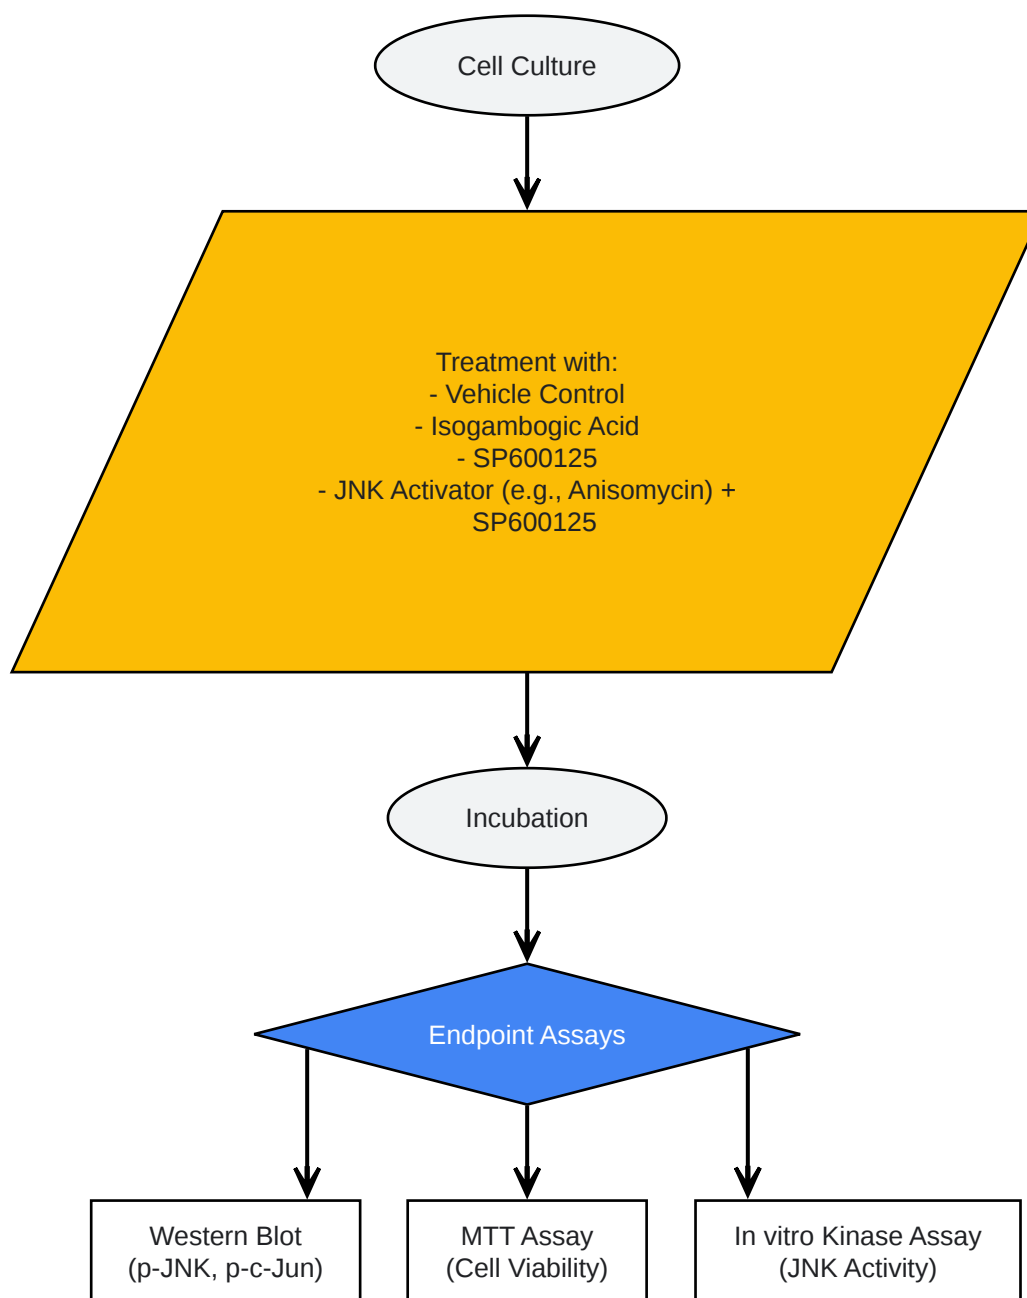 Cell Culture
Treatment with:
- Vehicle Control
- Isogambogic Acid
- SP600125
- JNK Activator (e.g., Anisomycin) +
SP600125
Incubation
Endpoint Assays
Western Blot
(p-JNK, p-c-Jun)
MTT Assay
(Cell Viability)
In vitro Kinase Assay
(JNK Activity)